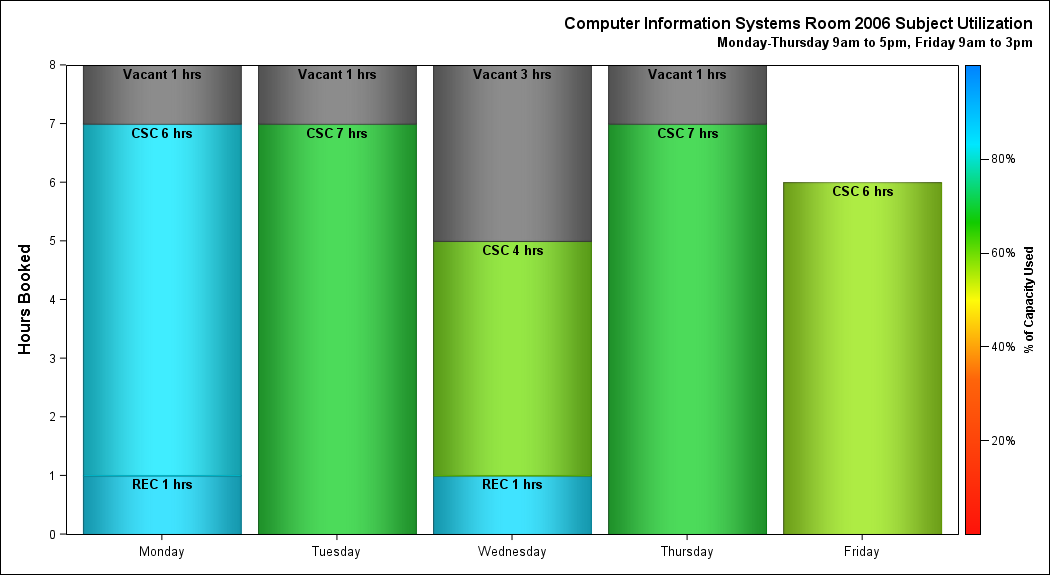 Computer Information Systems Room 2006 Subject Utilization
Monday-Thursday 9am to 5pm, Friday 9am to 3pm
Hours Booked
8
7
6
5
4
3
2
1
0
Vacant 1 hrs
CSC 6 hrs
REC 1 hrs
Vacant 1 hrs
CSC 7 hrs
Vacant 3 hrs
CSC 4 hrs
REC 1 hrs
Vacant 1 hrs
CSC 7 hrs
CSC 6 hrs
Monday
Tuesday
Wednesday
Thursday
Friday
80%
60%
40%
20%
% of Capacity Used